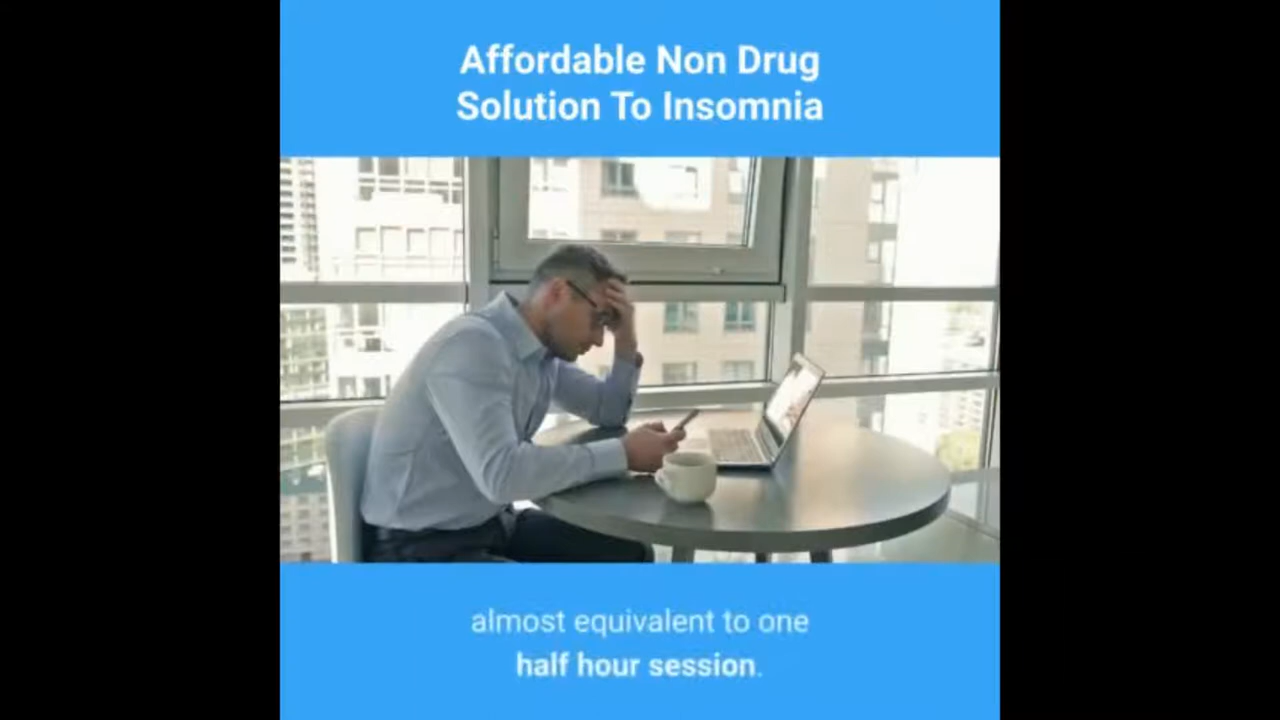 Affordable Non Drug
Solution To Insomnia
almost equivalent to one
half hour session.